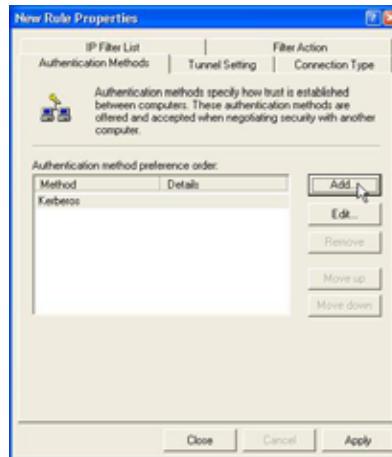 New Rule Properties
IP Filter List
Filter Action
Authentication Methods
Tunnel Setting
Connection Type
Authentication methods specify how trust is established
between computers. These authentication methods are
offered and accepted when negotiating security with another
computer.
Authentication method preference order:
Method
Details
Kerberos
Add...
Edit...
Remove
Move up
Move down
Close
Cancel
Apply